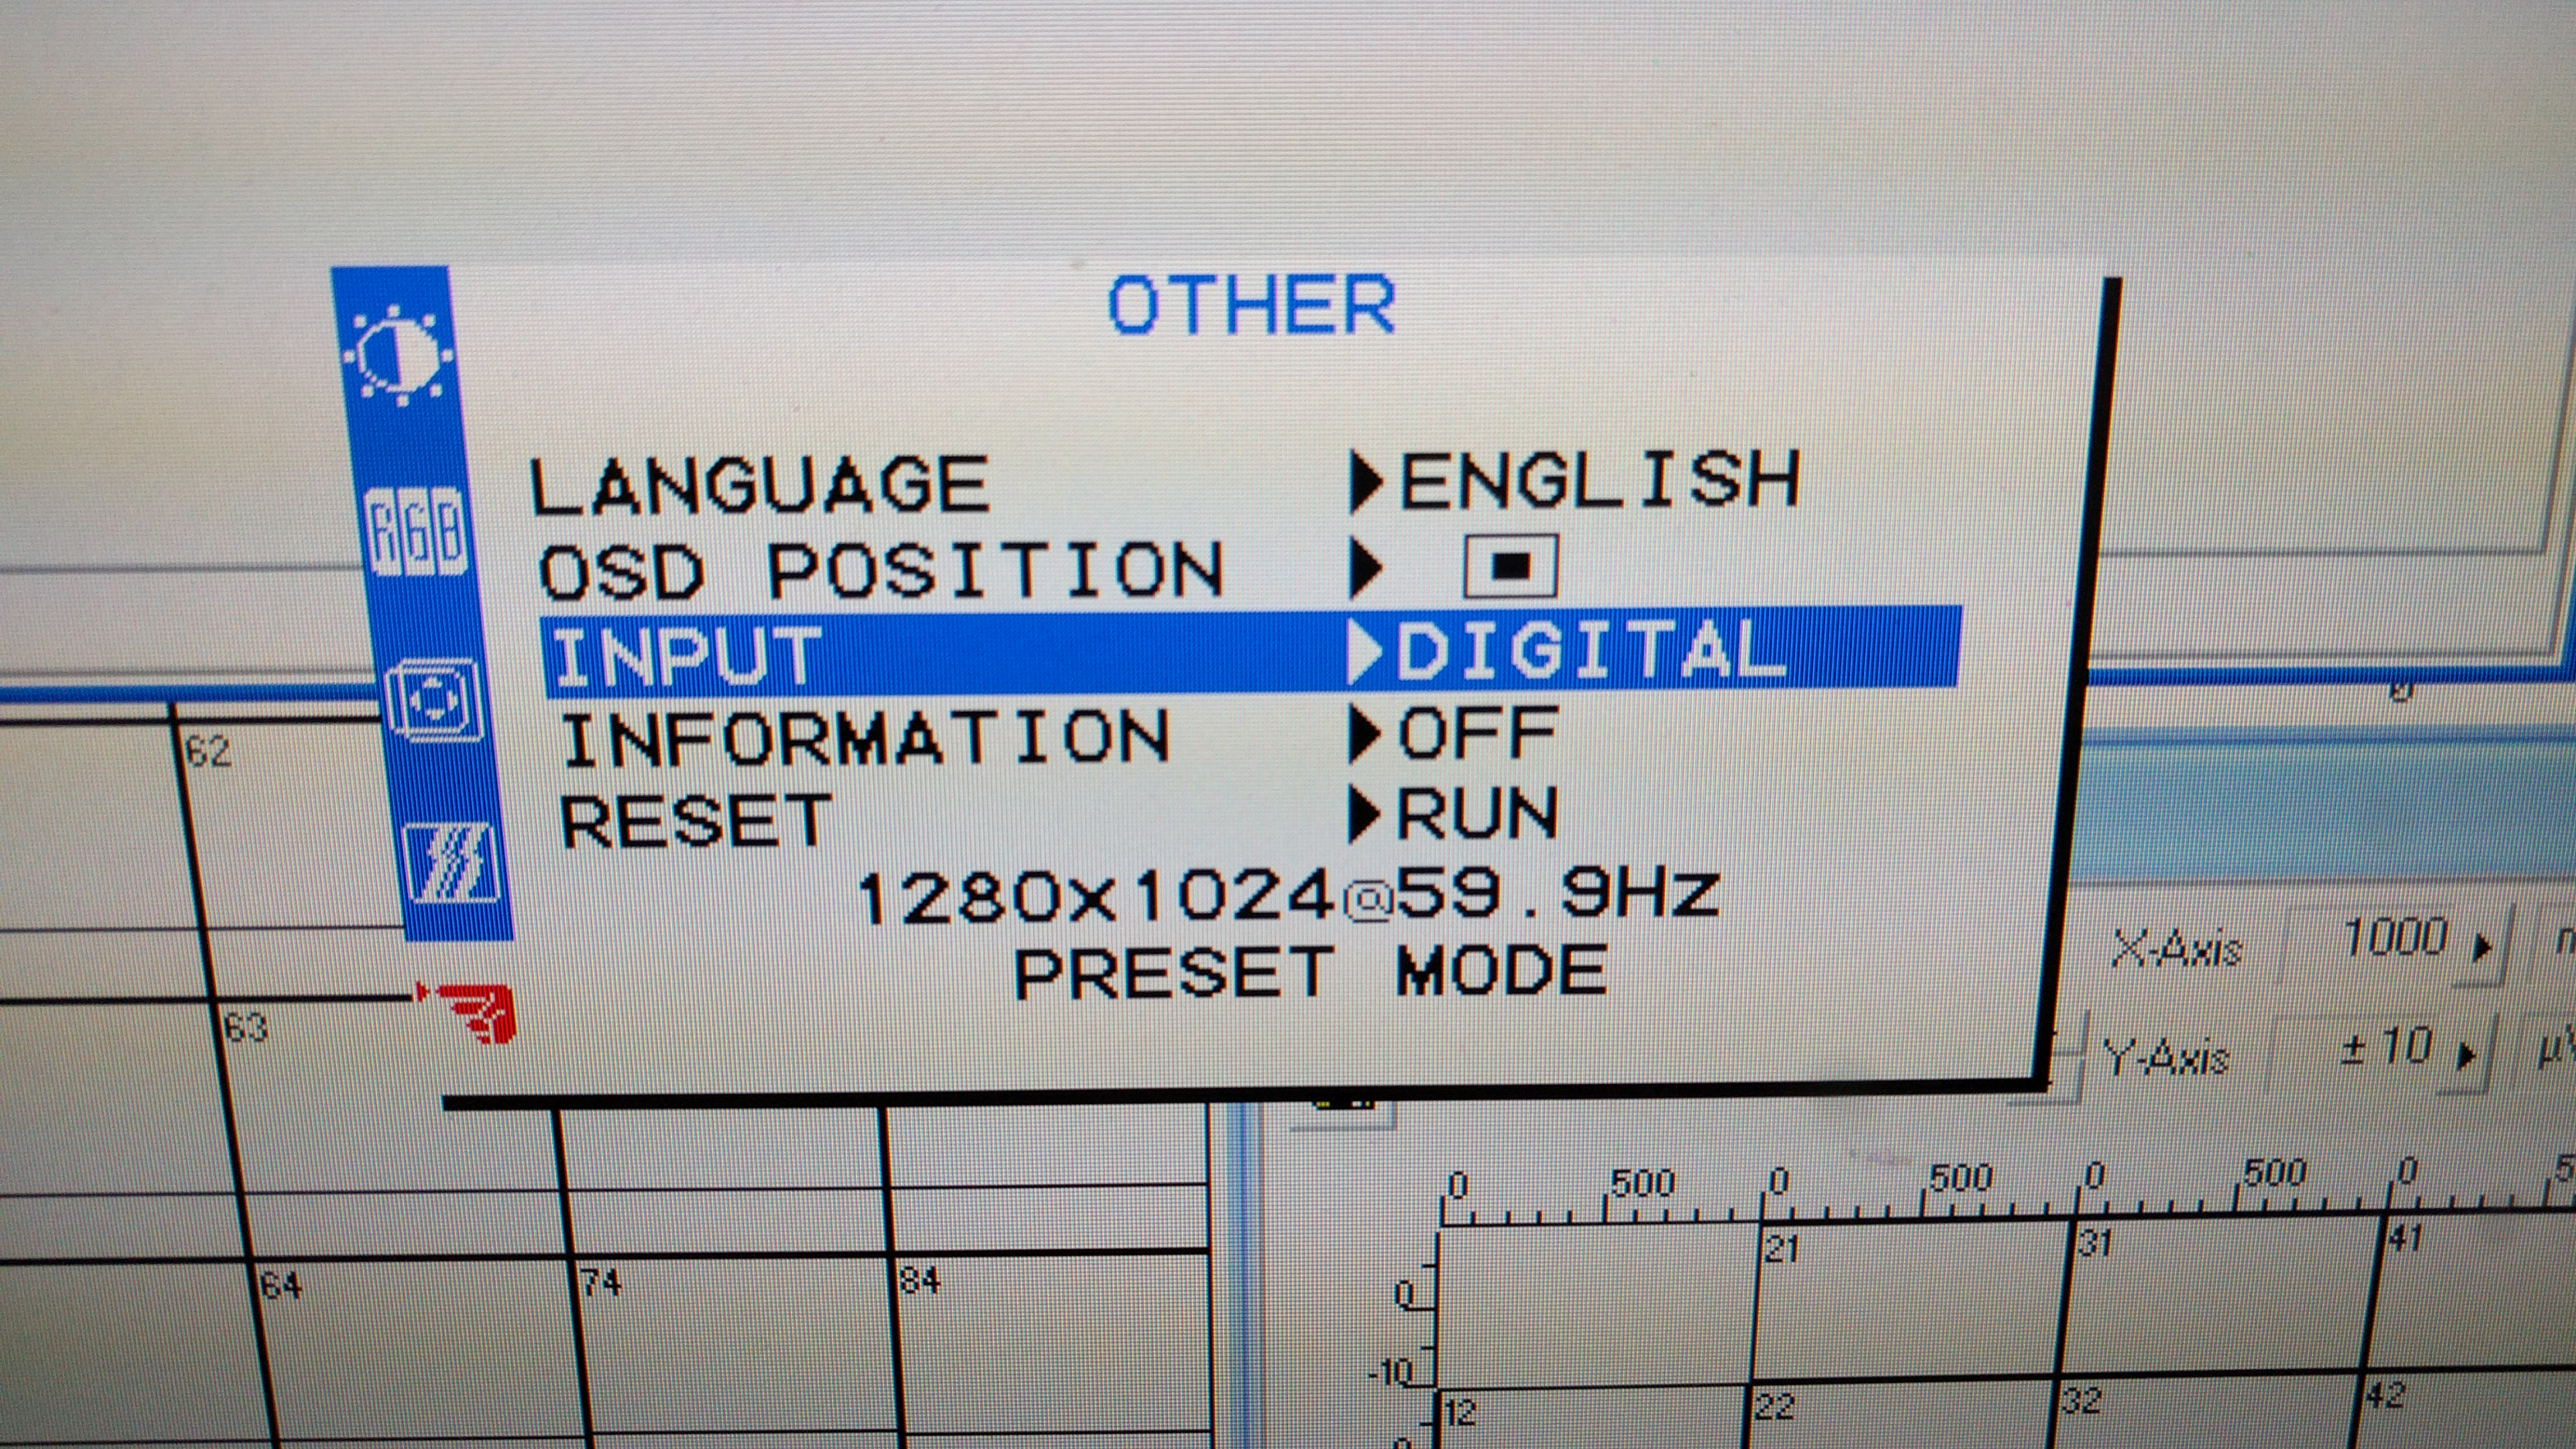 OTHER
RGB
LANGUAGE ▶ENGLISH
OSD POSITION ▶
INPUT ▶DIGITAL
INFORMATION ▶OFF
RESET ▶RUN
1280x1024@59.9Hz
PRESET MODE
62
63
64 74 84
0
X-Axis 1000
Y-Axis ± 10
0 500 0 500 0 500 0
21 31 41
0
-10
12 22 32 42